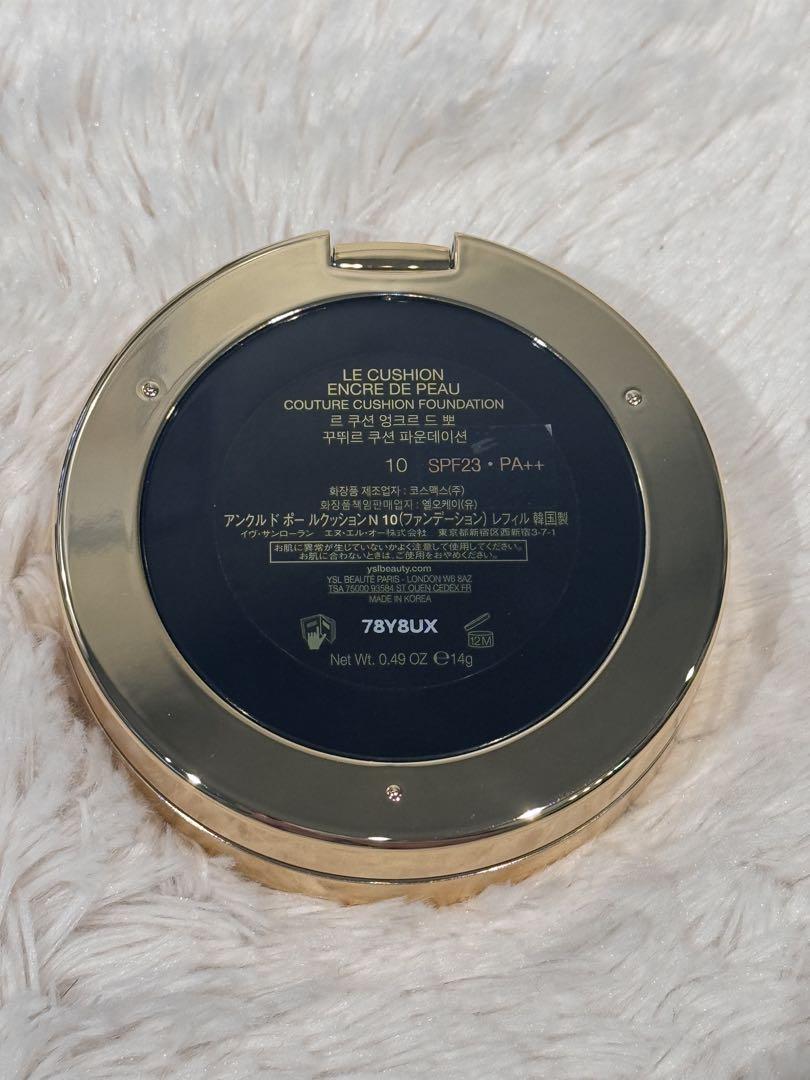 LE CUSHION
ENCRE DE PEAU
COUTURE CUSHION FOUNDATION
르 쿠션 엉크르 드 뽀
꾸뛰르 쿠션 파운데이션
10 SPF23・PA++
화장품 제조업자 : 코스맥스(주)
화장품책임판매업자 : 엘오케이(유)
アンクル ド ポー ル クッション N 10(ファンデーション) レフィル 韓国製
イヴ・サンローラン エヌ・エル・オー株式会社 東京都新宿区西新宿3-7-1
お肌に異常が生じていないかよく注意して使用してください。
お肌に合わないときは、ご使用をおやめください。
yslbeauty.com
YSL BEAUTÉ PARIS - LONDON W6 8AZ
TSA 75000 93584 ST OUEN CEDEX FR
MADE IN KOREA
78Y8UX
12M
Net Wt. 0.49 OZ ℮14g